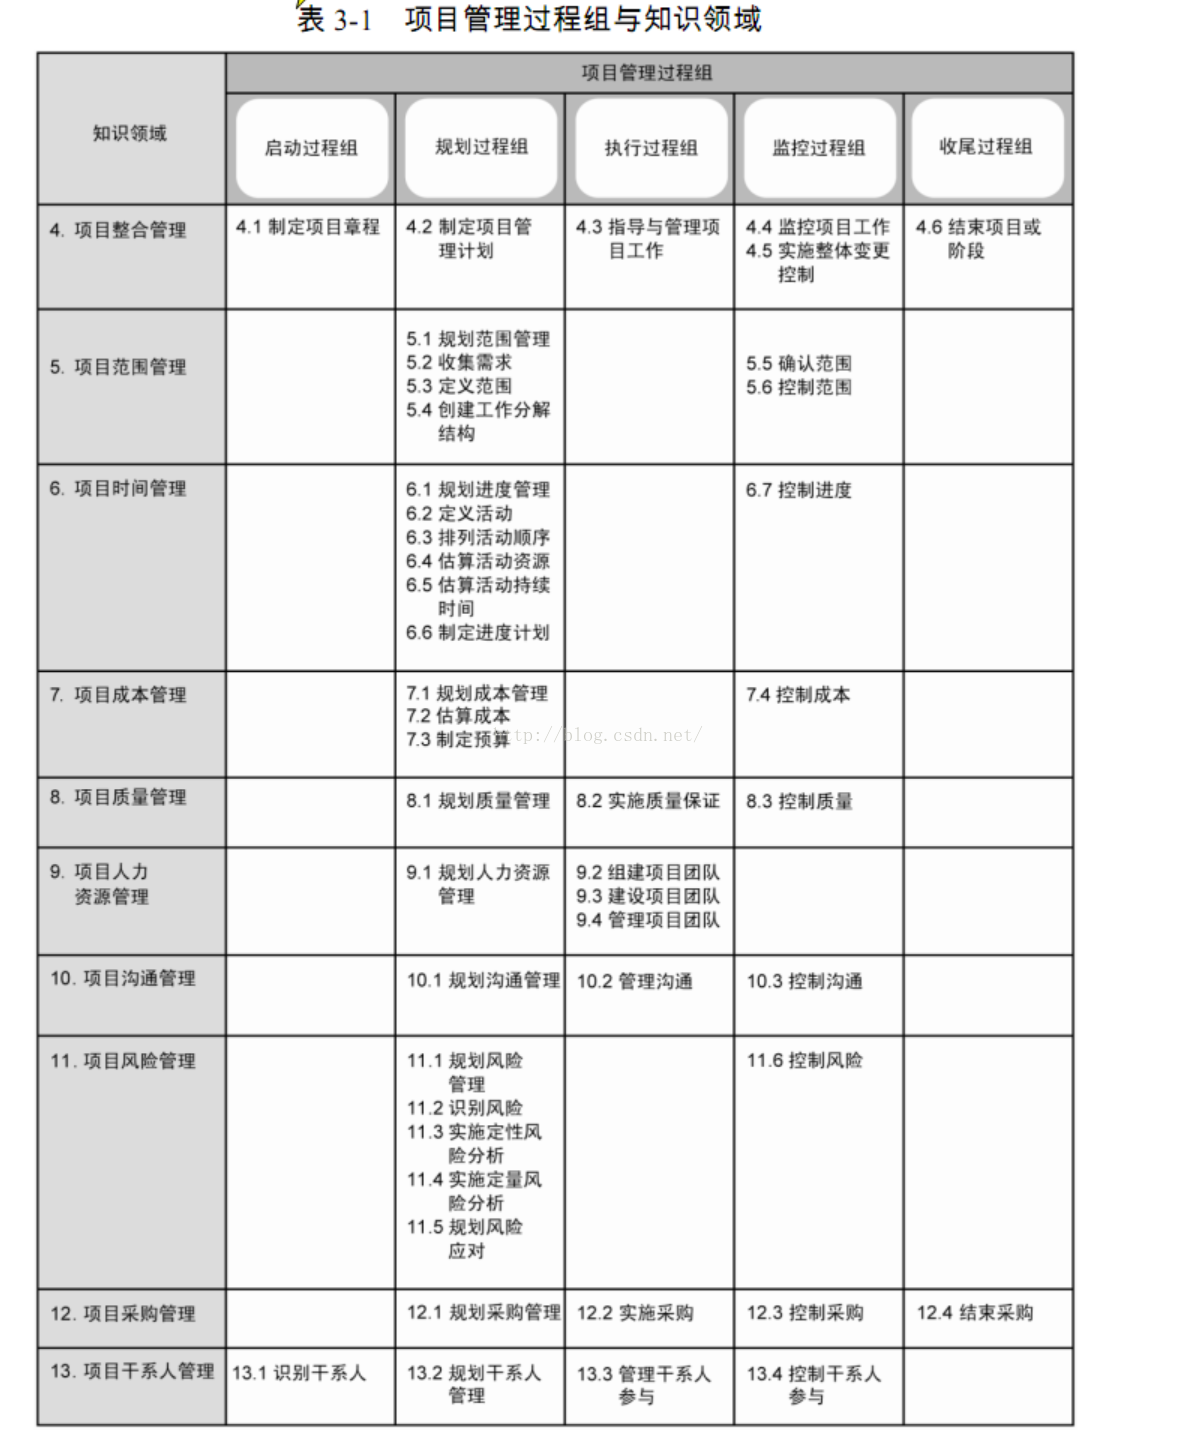 表 3-1 项目管理过程组与知识领域
知识领域
项目管理过程组
启动过程组
规划过程组
执行过程组
监控过程组
收尾过程组
4. 项目整合管理
4.1 制定项目章程
4.2 制定项目管
理计划
4.3 指导与管理项
目工作
4.4 监控项目工作
4.5 实施整体变更
控制
4.6 结束项目或
阶段
5. 项目范围管理
5.1 规划范围管理
5.2 收集需求
5.3 定义范围
5.4 创建工作分解
结构
5.5 确认范围
5.6 控制范围
6. 项目时间管理
6.1 规划进度管理
6.2 定义活动
6.3 排列活动顺序
6.4 估算活动资源
6.5 估算活动持续
时间
6.6 制定进度计划
6.7 控制进度
7. 项目成本管理
7.1 规划成本管理
7.2 估算成本
7.3 制定预算
7.4 控制成本
ttp://blog.csdn.net/
8. 项目质量管理
8.1 规划质量管理
8.2 实施质量保证
8.3 控制质量
9. 项目人力
资源管理
9.1 规划人力资源
管理
9.2 组建项目团队
9.3 建设项目团队
9.4 管理项目团队
10. 项目沟通管理
10.1 规划沟通管理
10.2 管理沟通
10.3 控制沟通
11. 项目风险管理
11.1 规划风险
管理
11.2 识别风险
11.3 实施定性风
险分析
11.4 实施定量风
险分析
11.5 规划风险
应对
11.6 控制风险
12. 项目采购管理
12.1 规划采购管理
12.2 实施采购
12.3 控制采购
12.4 结束采购
13. 项目干系人管理
13.1 识别干系人
13.2 规划干系人
管理
13.3 管理干系人
参与
13.4 控制干系人
参与